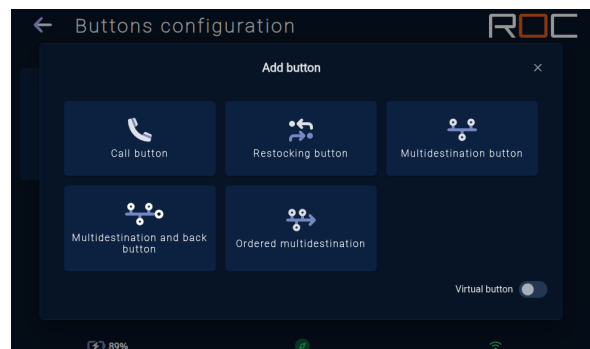 Buttons configuration
ROC
Add button
Call button
Restocking button
Multidestination button
Multidestination and back
button
Ordered multidestination
Virtual button
89%